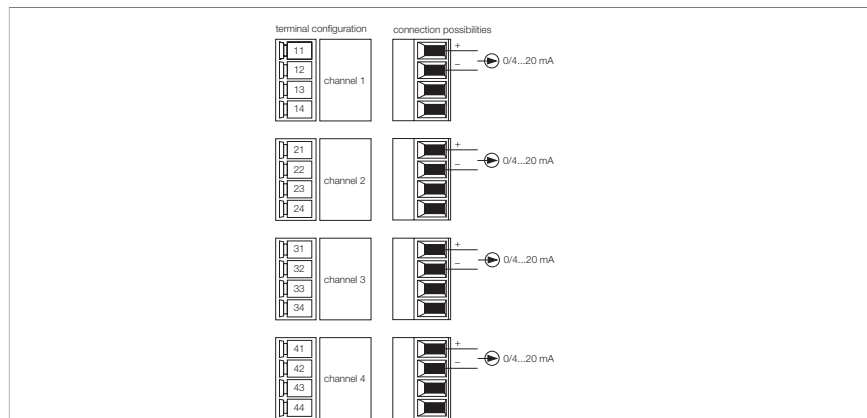 terminal configuration connection possibilities
11
12
13
14
channel 1
+
–
0/4...20 mA
21
22
23
24
channel 2
+
–
0/4...20 mA
31
32
33
34
channel 3
+
–
0/4...20 mA
41
42
43
44
channel 4
+
–
0/4...20 mA